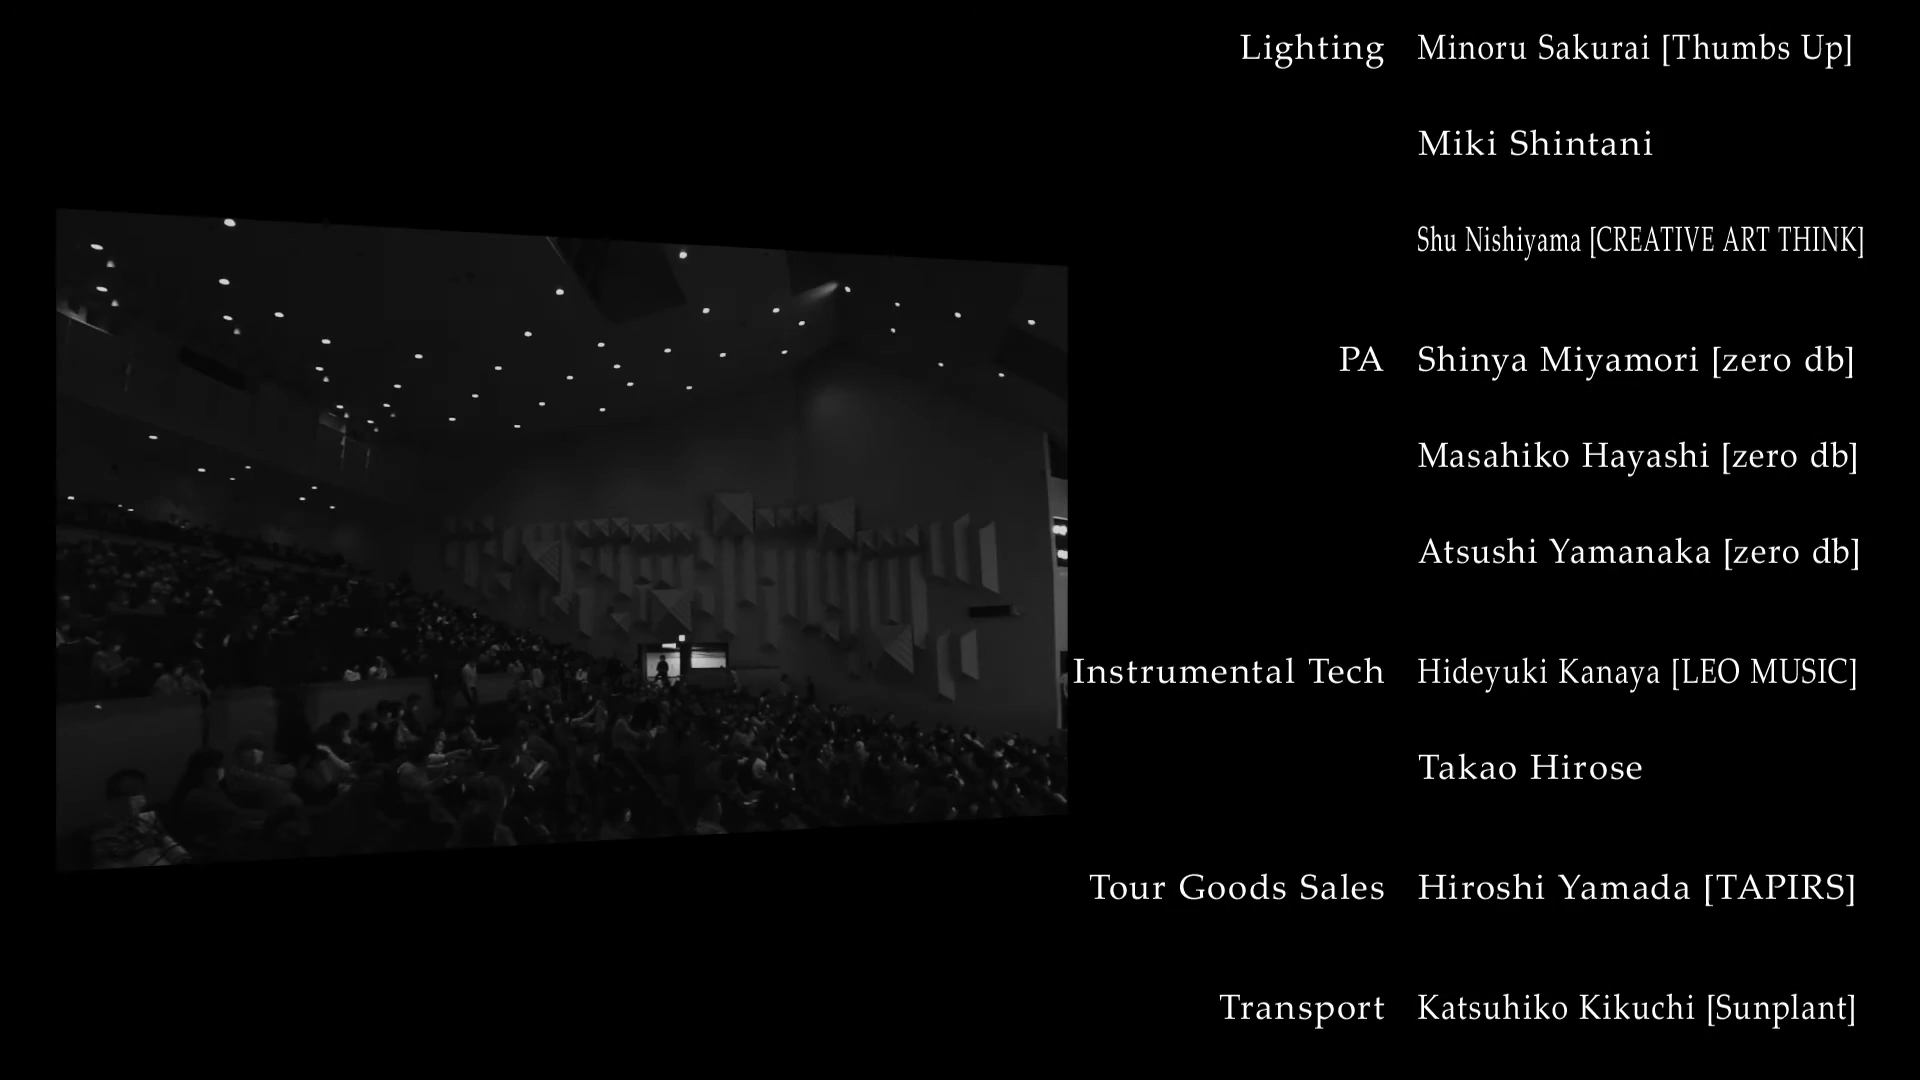 Lighting Minoru Sakurai [Thumbs Up]
Miki Shintani
Shu Nishiyama [CREATIVE ART THINK]
PA Shinya Miyamori [zero db]
Masahiko Hayashi [zero db]
Atsushi Yamanaka [zero db]
Instrumental Tech Hideyuki Kanaya [LEO MUSIC]
Takao Hirose
Tour Goods Sales Hiroshi Yamada [TAPIRS]
Transport Katsuhiko Kikuchi [Sunplant]